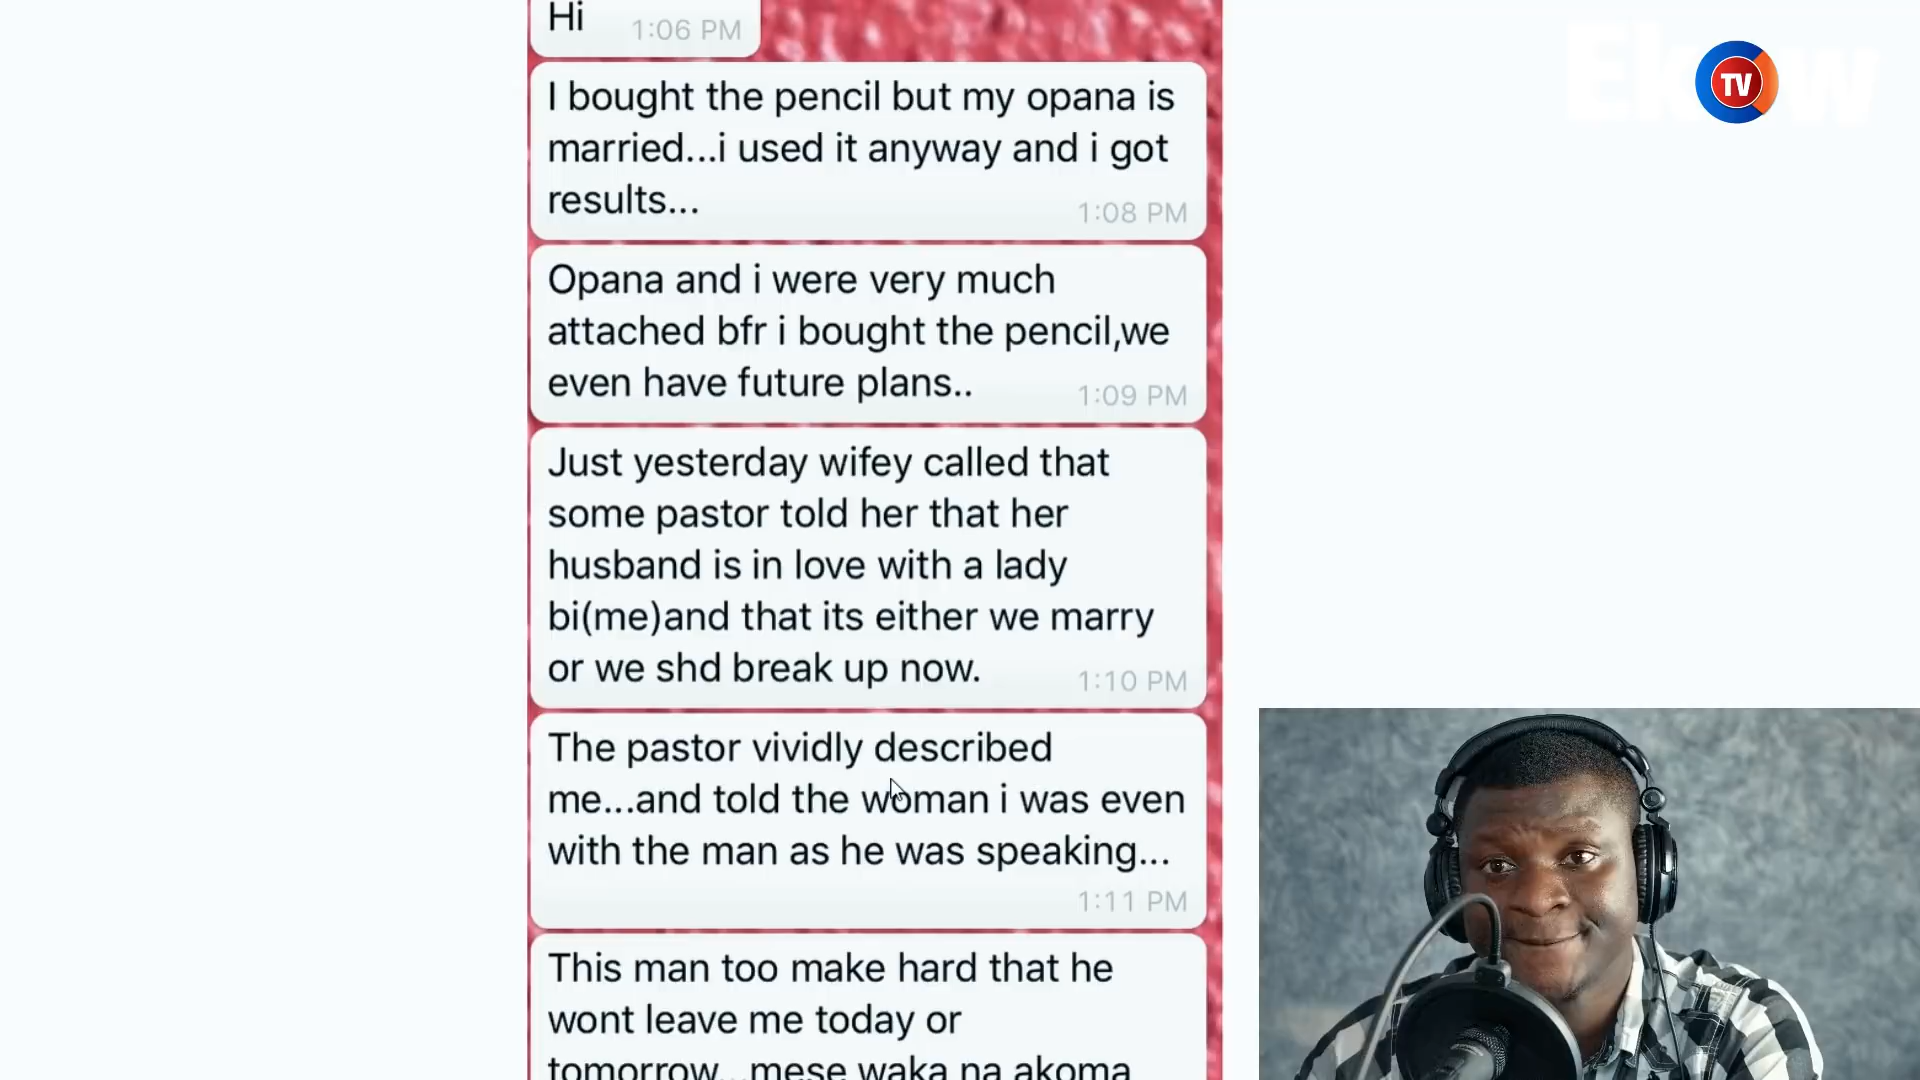 Hi
1:06 PM
I bought the pencil but my opana is
married...i used it anyway and i got
results...
1:08 PM
Opana and i were very much
attached bfr i bought the pencil,we
even have future plans..
1:09 PM
Just yesterday wifey called that
some pastor told her that her
husband is in love with a lady
bi(me)and that its either we marry
or we shd break up now.
1:10 PM
The pastor vividly described
me...and told the woman i was even
with the man as he was speaking...
1:11 PM
This man too make hard that he
wont leave me today or
tomorrow...mese waka na akoma
TV